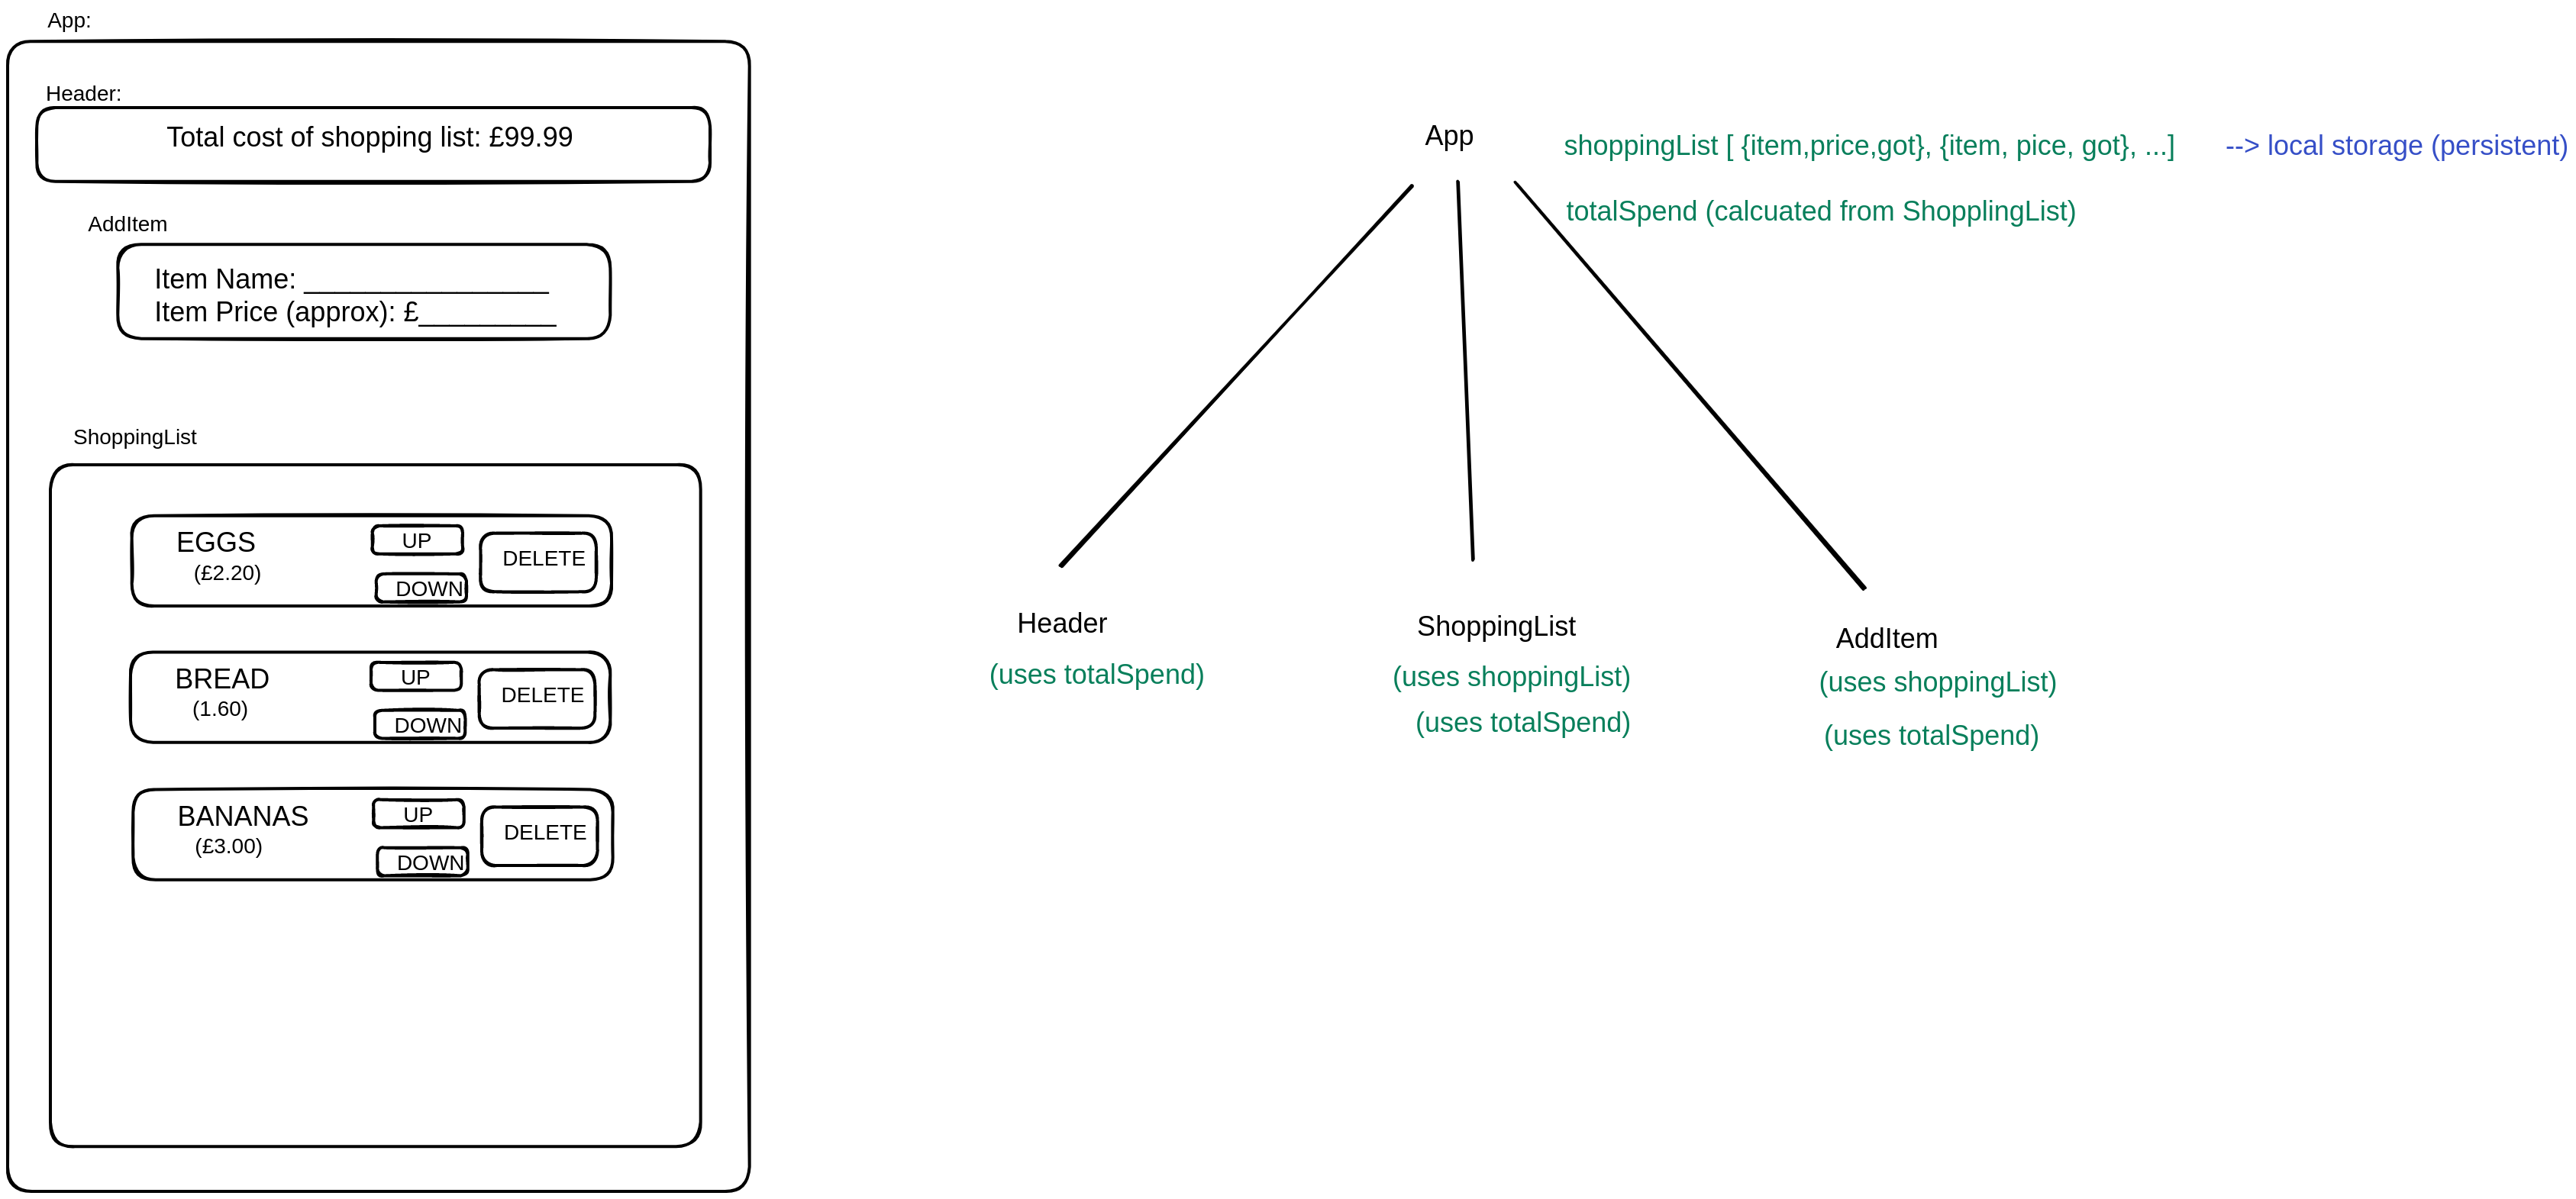 App:
Header:
Total cost of shopping list: £99.99
AddItem
Item Name: ________________
Item Price (approx): £_________
ShoppingList
EGGS
(£2.20)
UP
DOWN
DELETE
BREAD
(1.60)
UP
DOWN
DELETE
BANANAS
(£3.00)
UP
DOWN
DELETE
App
shoppingList [ {item,price,got}, {item, pice, got}, ...]
--> local storage (persistent)
totalSpend (calcuated from ShopplingList)
Header
(uses totalSpend)
ShoppingList
(uses shoppingList)
(uses totalSpend)
AddItem
(uses shoppingList)
(uses totalSpend)